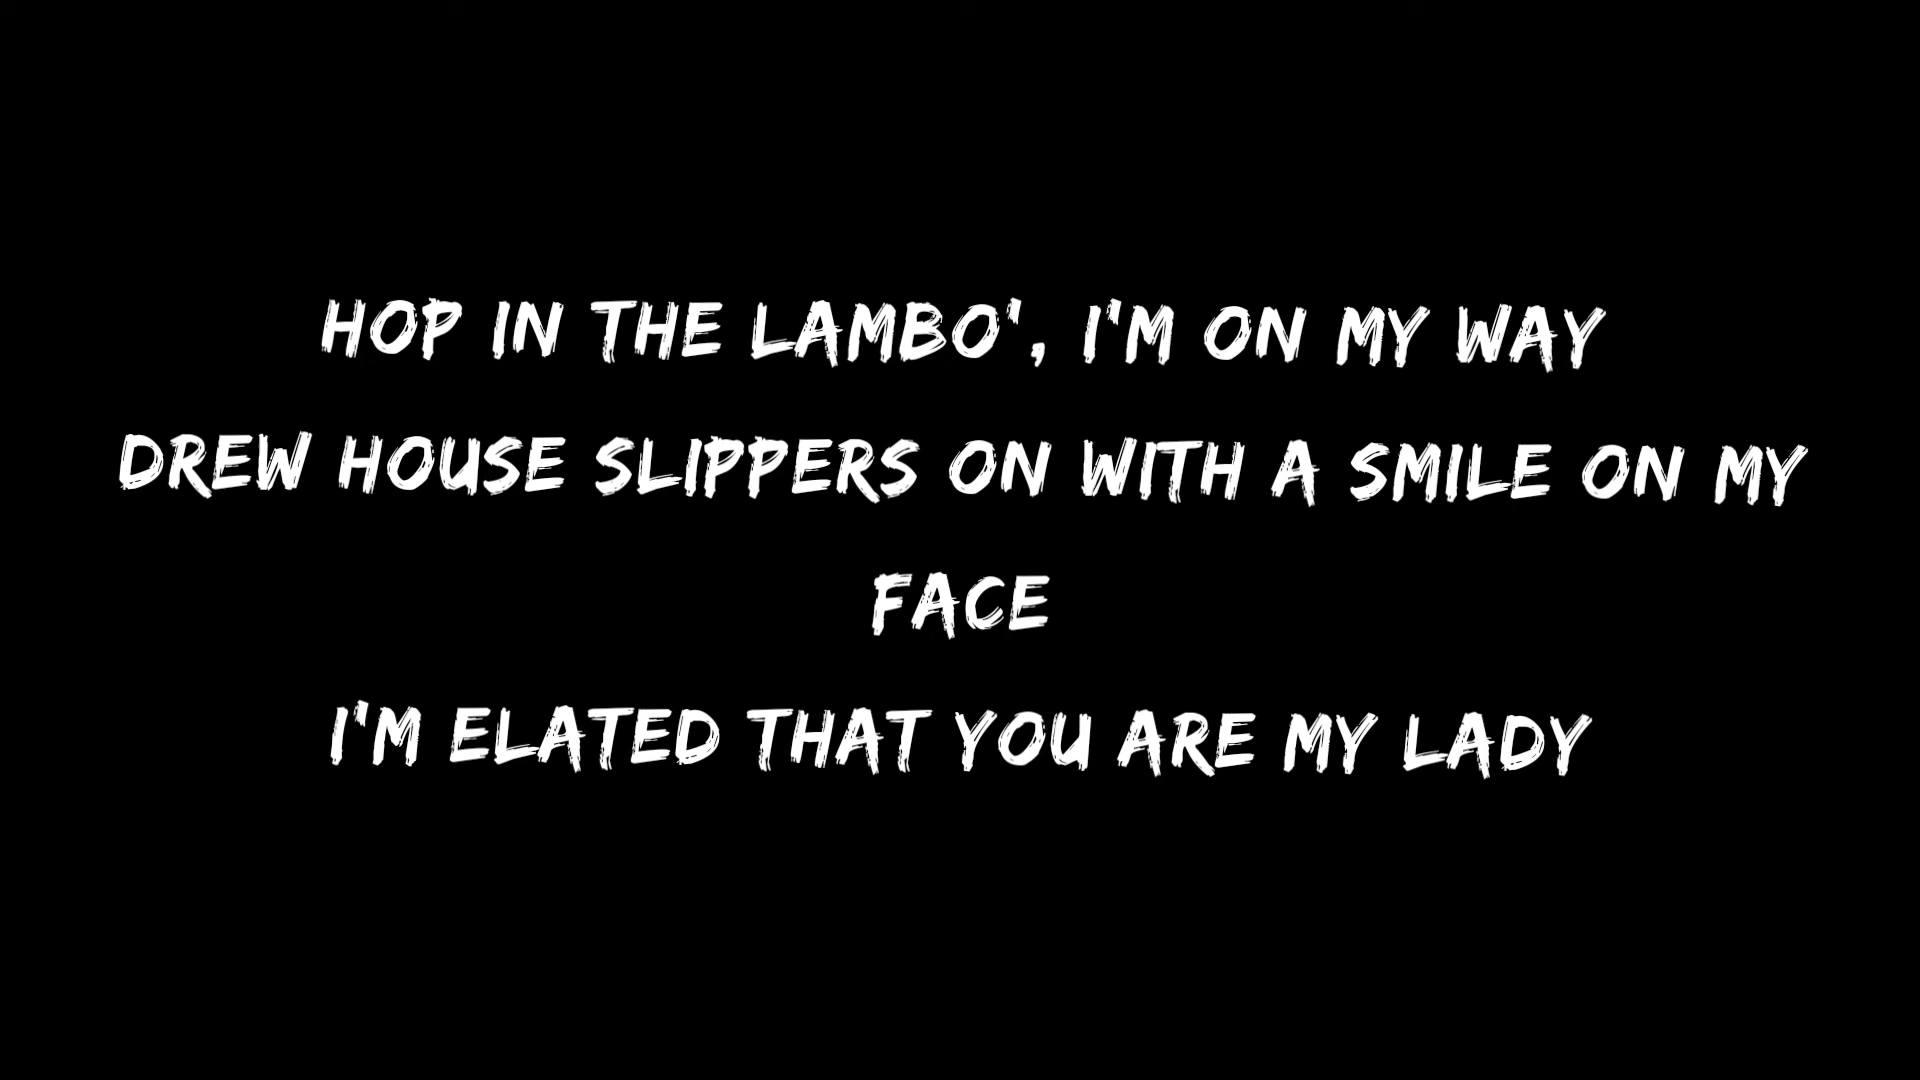 HOP IN THE LAMBO', I'M ON MY WAY
DREW HOUSE SLIPPERS ON WITH A SMILE ON MY
FACE
I'M ELATED THAT YOU ARE MY LADY